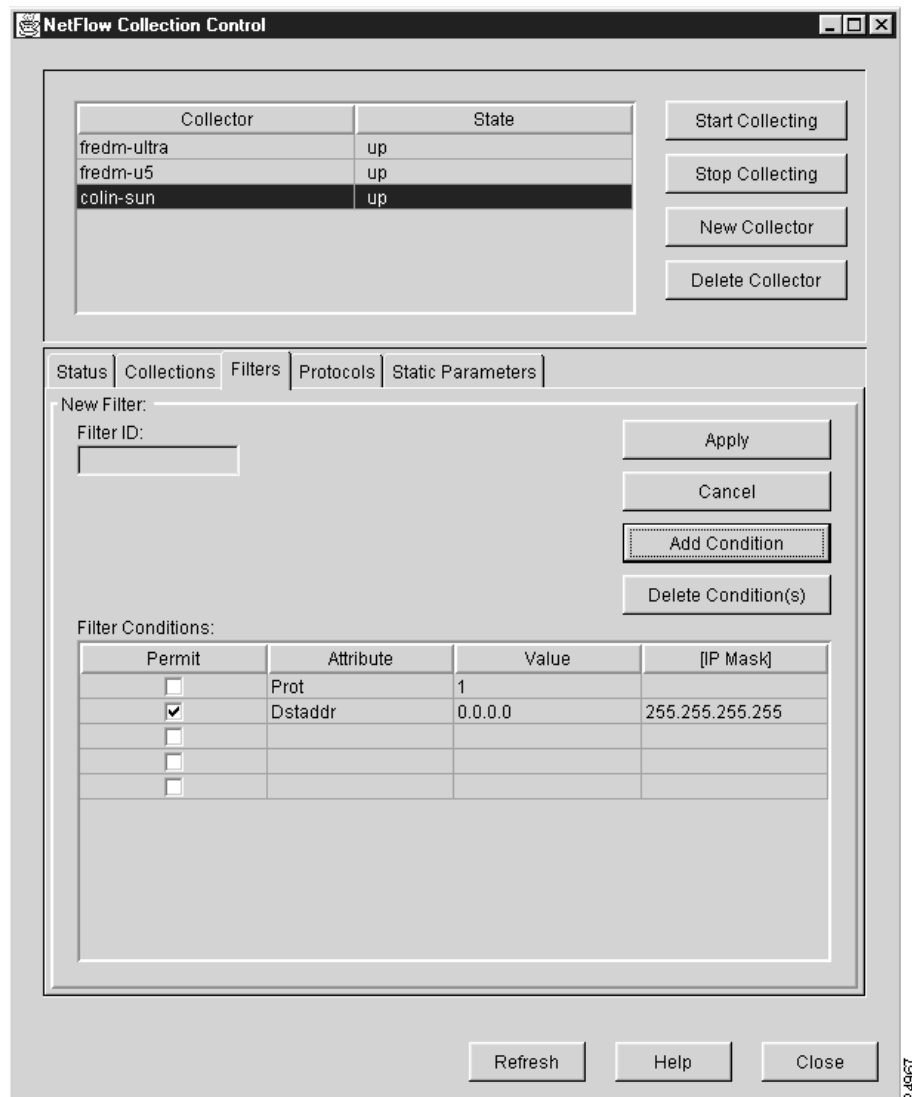 NetFlow Collection Control
Collector State
fredm-ultra up
fredm-u5 up
colin-sun up
Start Collecting
Stop Collecting
New Collector
Delete Collector
Status Collections Filters Protocols Static Parameters
New Filter:
Filter ID:
Apply
Cancel
Add Condition
Delete Condition(s)
Filter Conditions:
Permit Attribute Value [IP Mask]
Prot 1
Dstaddr 0.0.0.0 255.255.255.255
Refresh Help Close
24967